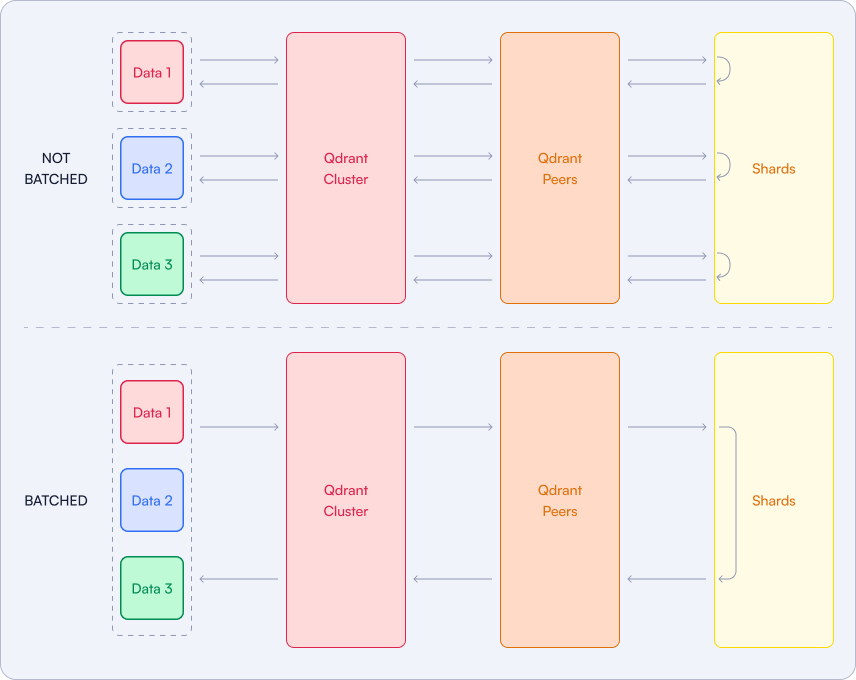 NOT
BATCHED
Data 1
Data 2
Data 3
Qdrant
Cluster
Qdrant
Peers
Shards
BATCHED
Data 1
Data 2
Data 3
Qdrant
Cluster
Qdrant
Peers
Shards